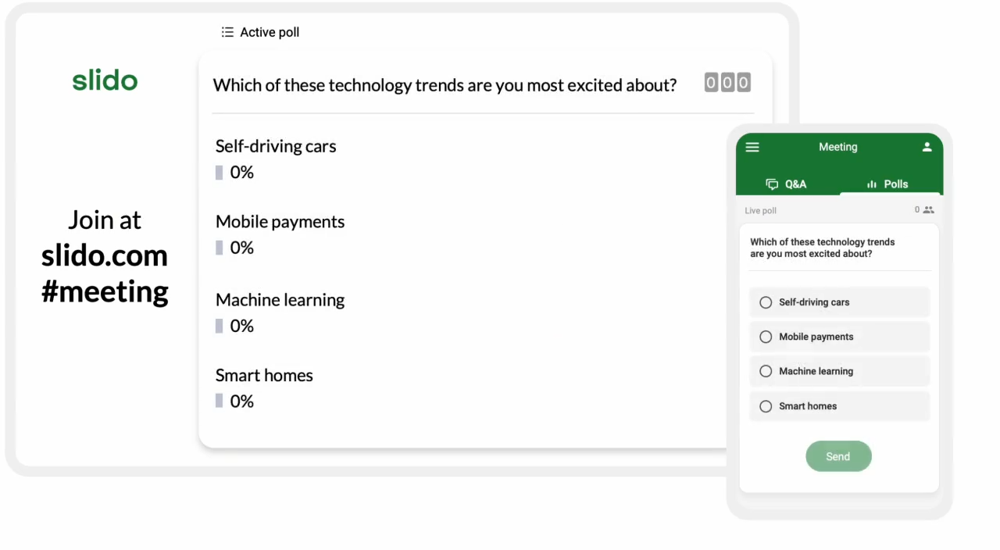 Active poll
slido
Which of these technology trends are you most excited about?
000
Self-driving cars
0%
Mobile payments
0%
Machine learning
0%
Smart homes
0%
Join at
slido.com
#meeting
Meeting
Q&A
Polls
Live poll
0
Which of these technology trends
are you most excited about?
Self-driving cars
Mobile payments
Machine learning
Smart homes
Send